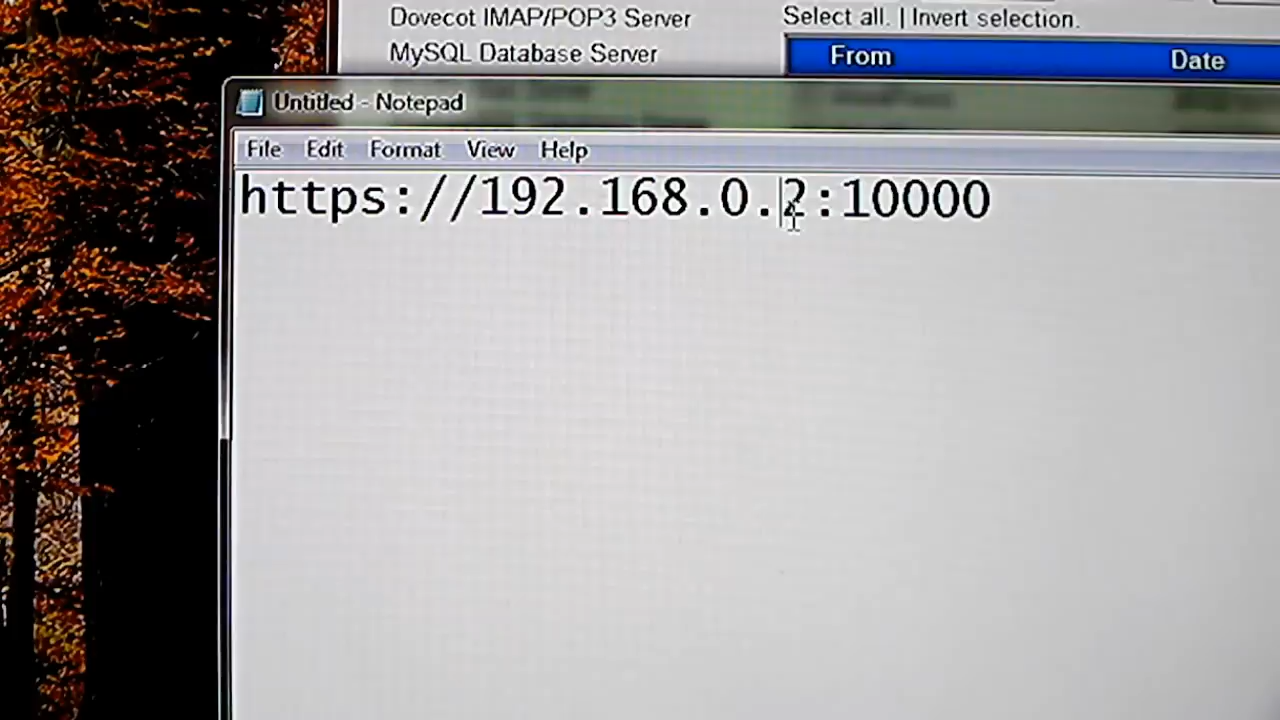 Dovecot IMAP/POP3 Server
Select all. | Invert selection.
MySQL Database Server
From
Date
Untitled - Notepad
File Edit Format View Help
https://192.168.0.2:10000